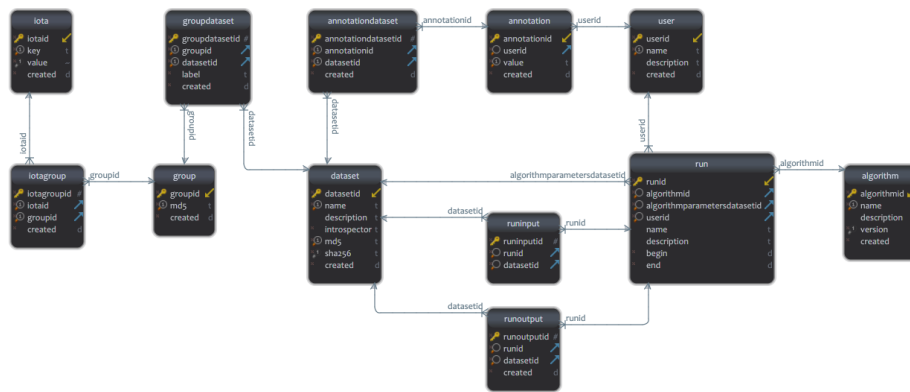 iota
iotaid
key t
value ~
created d
groupdataset
groupdatasetid #
groupid
datasetid
label t
created d
annotationdataset
annotationdatasetid #
annotationid
datasetid
created d
annotationid
annotation
annotationid
userid
value t
created d
userid
user
userid
name t
description t
created d
iotaid
groupid
datasetid
datasetid
userid
iotagroup
iotagroupid #
iotaid
groupid
created d
groupid
group
groupid
md5 t
created d
dataset
datasetid
name t
description t
introspector t
md5 t
sha256 t
created d
algorithmparametersdatasetid
datasetid
runinput
runinputid #
runid
datasetid
runid
run
runid
algorithmid
algorithmparametersdatasetid
userid
name t
description t
begin d
end d
algorithmid
algorithm
algorithmid
name
description
version
created
datasetid
runoutput
runoutputid #
runid
datasetid
created d
runid